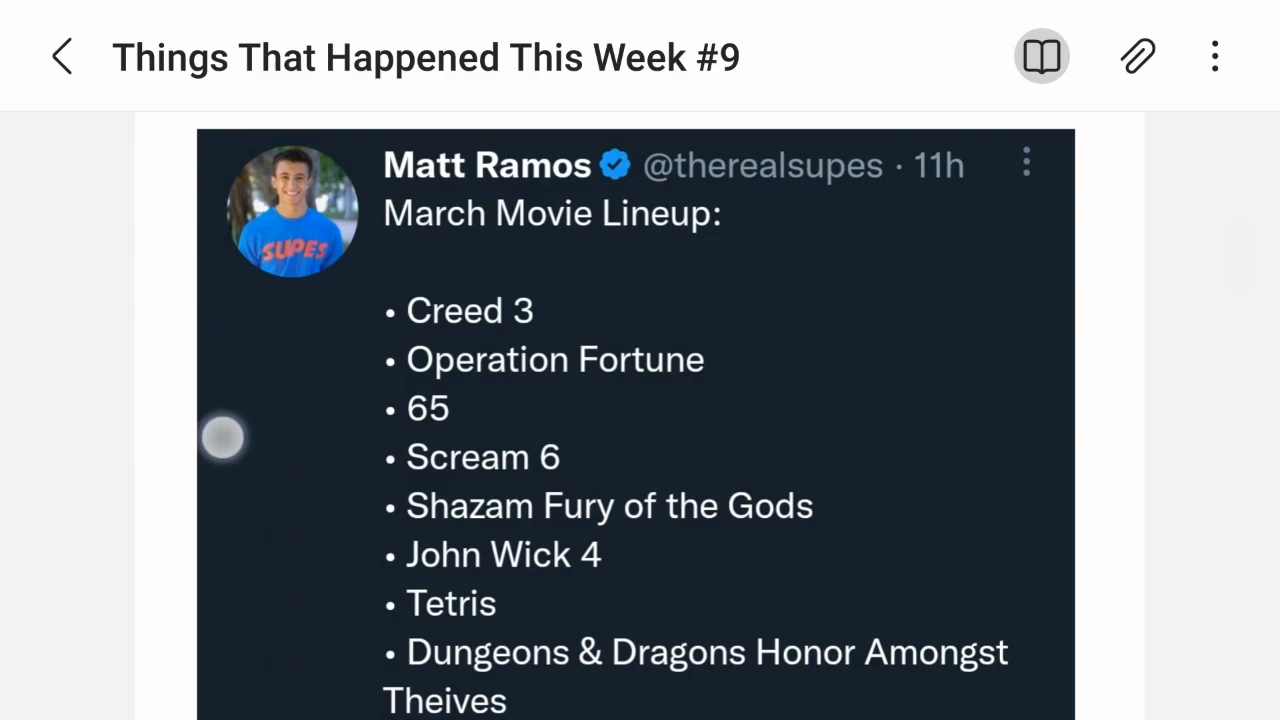 Things That Happened This Week #9
Matt Ramos @therealsupes · 11h
March Movie Lineup:
SUPES
• Creed 3
• Operation Fortune
• 65
• Scream 6
• Shazam Fury of the Gods
• John Wick 4
• Tetris
• Dungeons & Dragons Honor Amongst
Theives